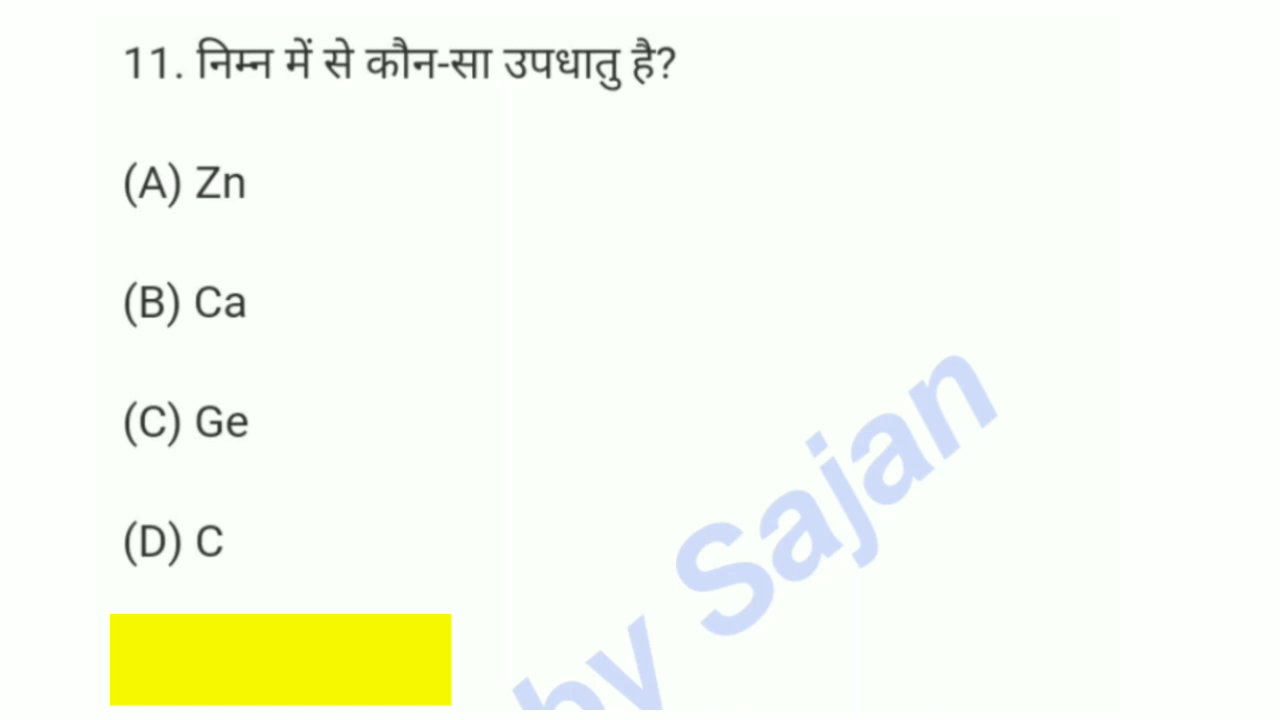 11. निम्न में से कौन-सा उपधातु है?
(A) Zn
(B) Ca
(C) Ge
(D) C
by Sajan